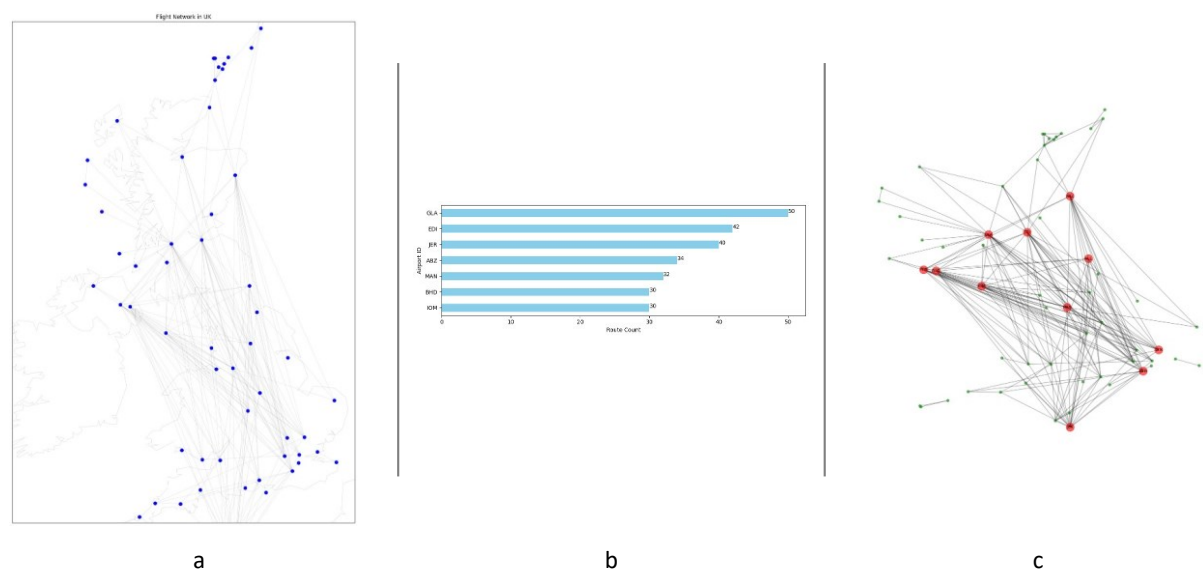 Flight Network in UK
Airport ID
GLA
50
EDI
42
JER
40
ABZ
34
MAN
32
BHD
30
IOM
30
0 10 20 30 40 50
Route Count
a b c